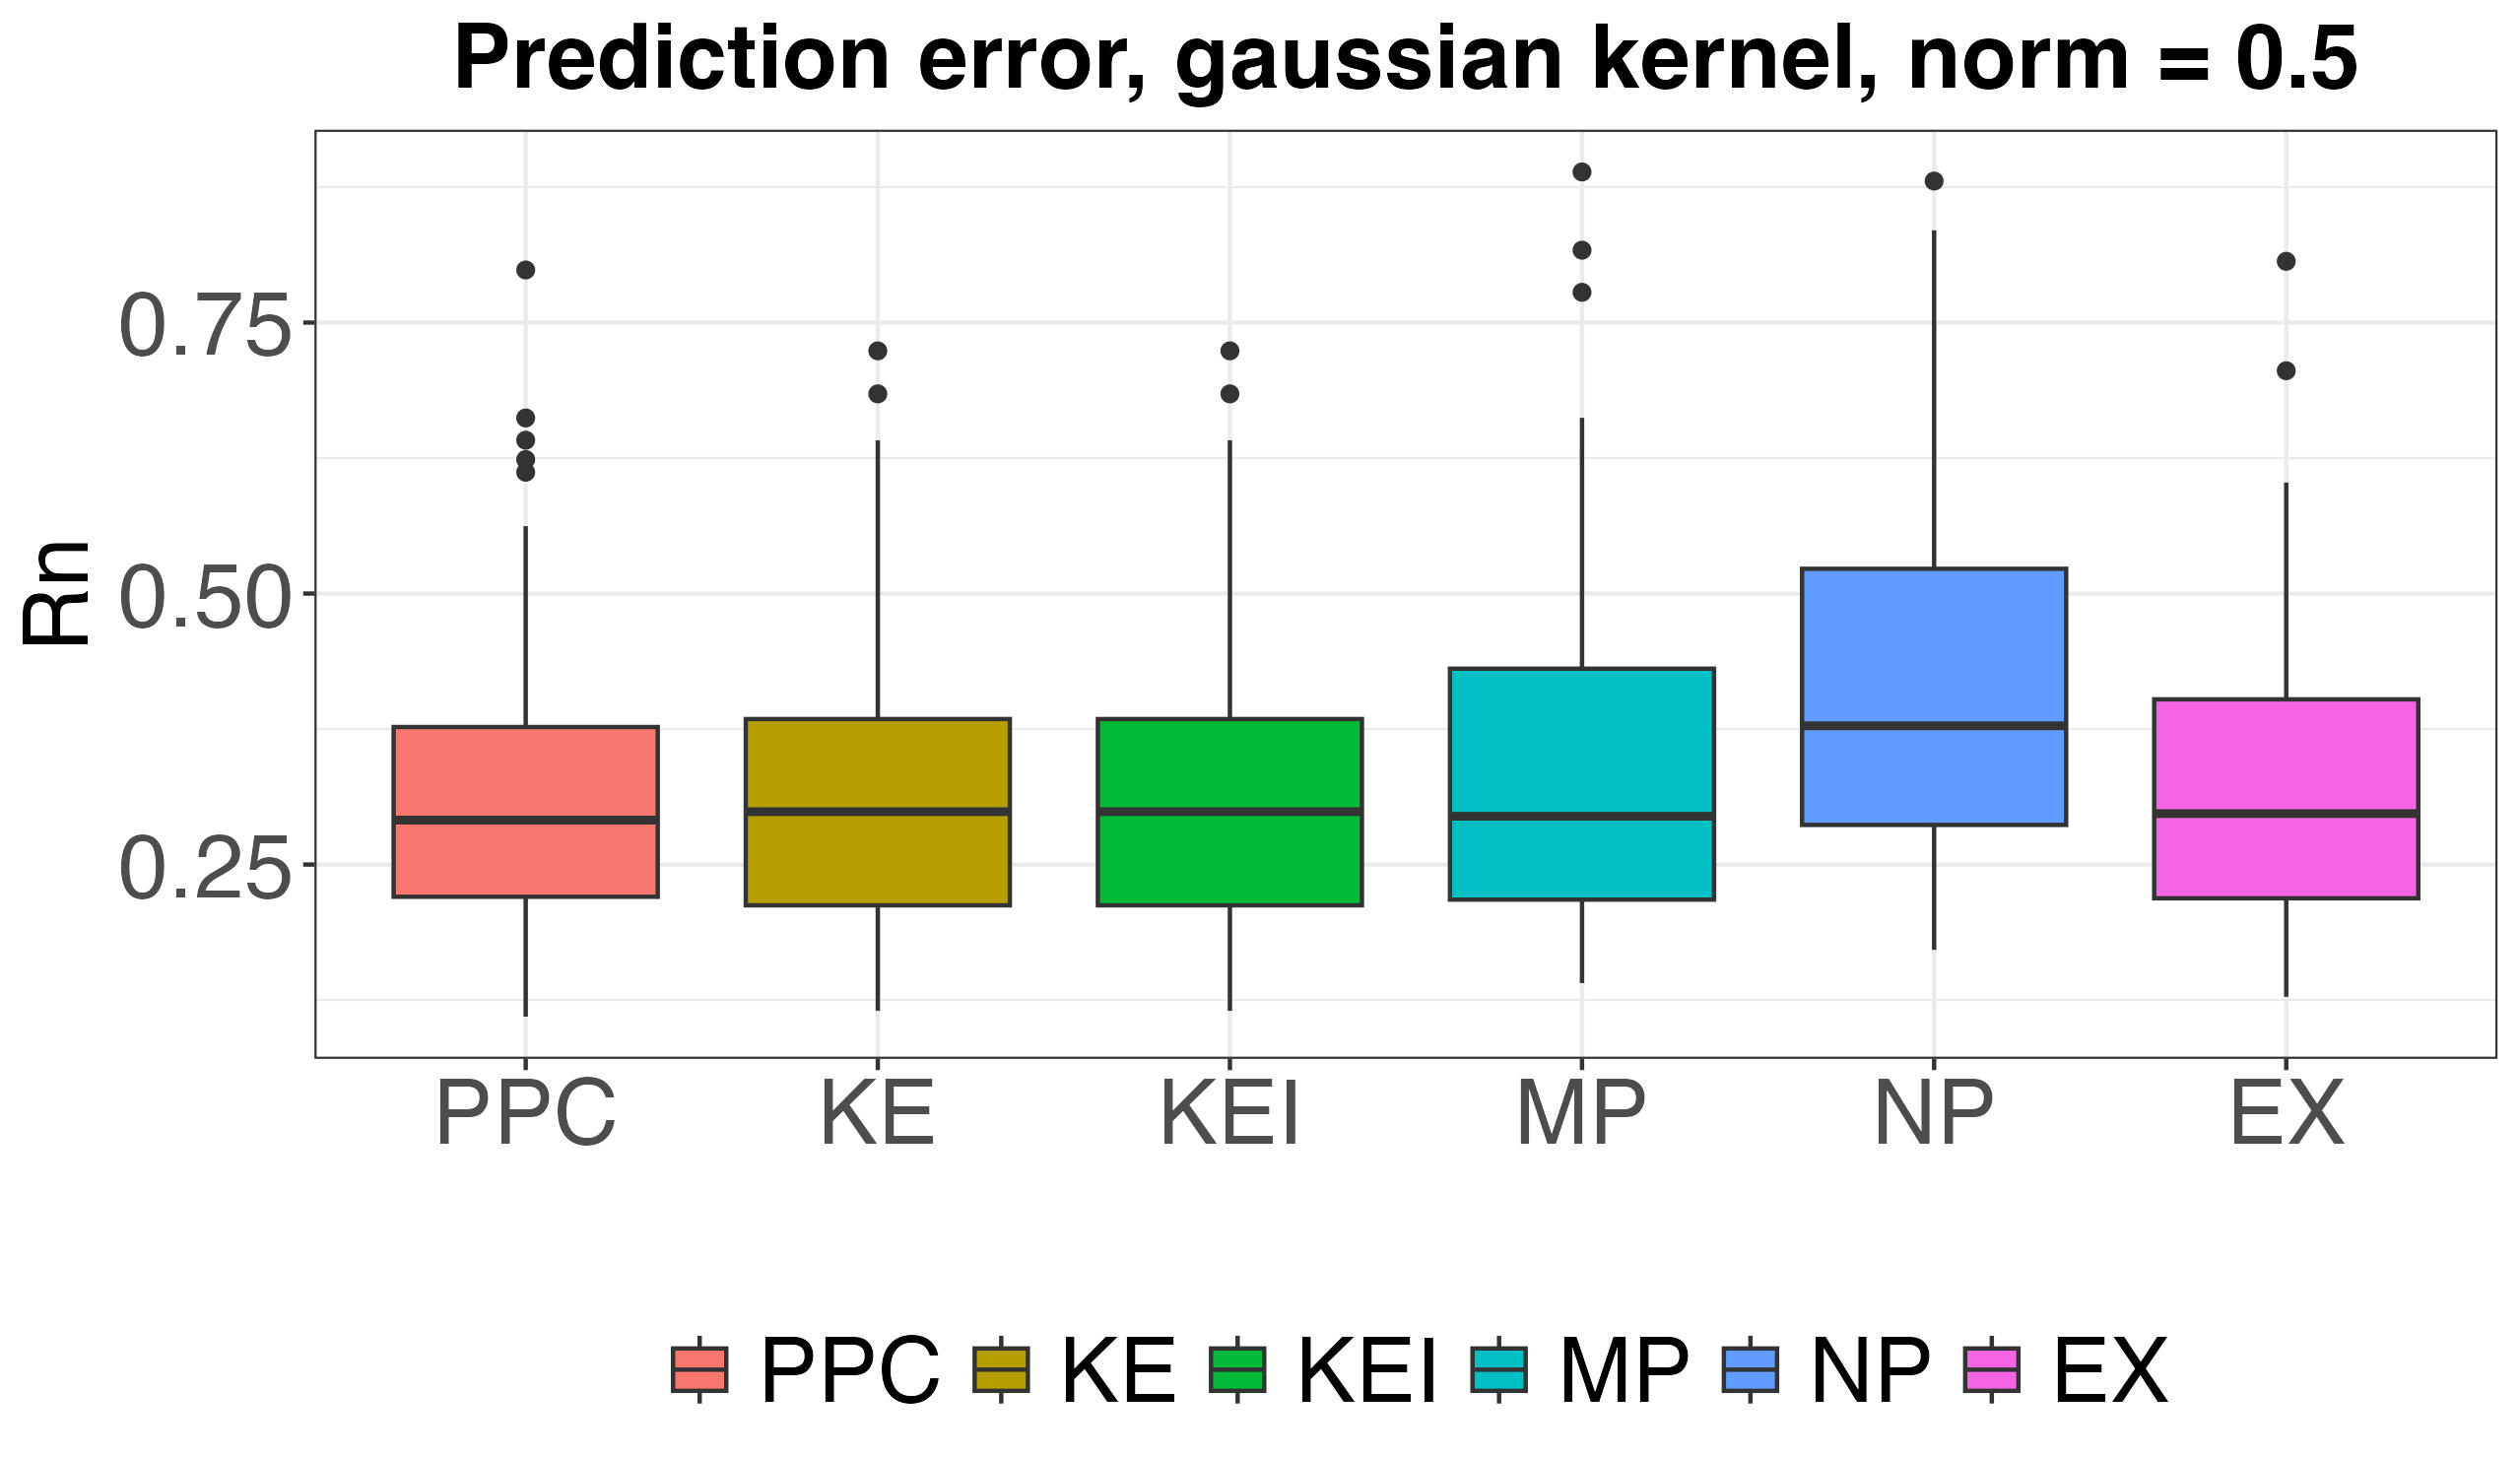 Prediction error, gaussian kernel, norm = 0.5
Rn
0.75
0.50
0.25
PPC KE KEI MP NP EX
PPC KE KEI MP NP EX